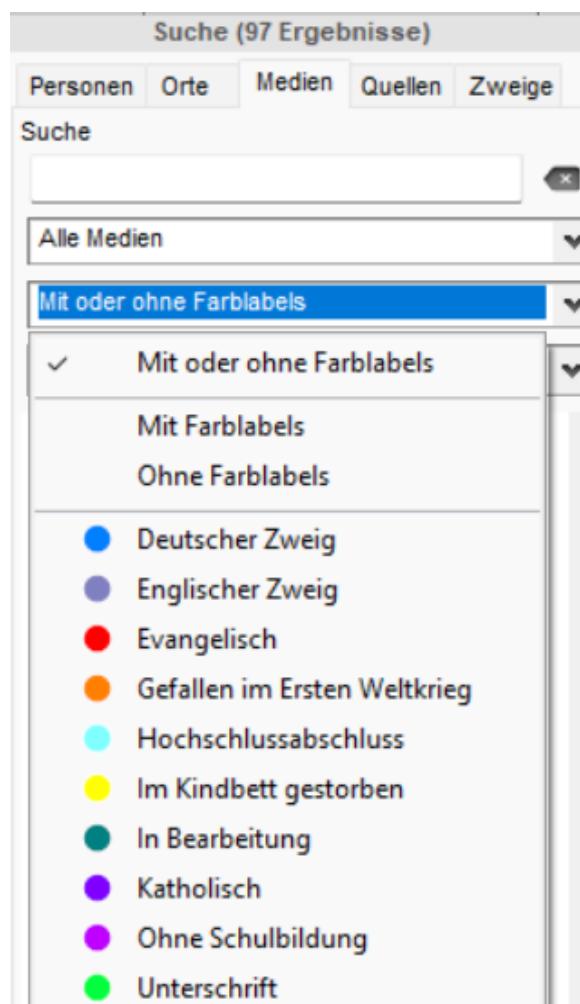 Suche (97 Ergebnisse)
Personen Orte Medien Quellen Zweige
Suche
Alle Medien
Mit oder ohne Farblabels
Mit oder ohne Farblabels
Mit Farblabels
Ohne Farblabels
Deutscher Zweig
Englischer Zweig
Evangelisch
Gefallen im Ersten Weltkrieg
Hochschlussabschluss
Im Kindbett gestorben
In Bearbeitung
Katholisch
Ohne Schulbildung
Unterschrift